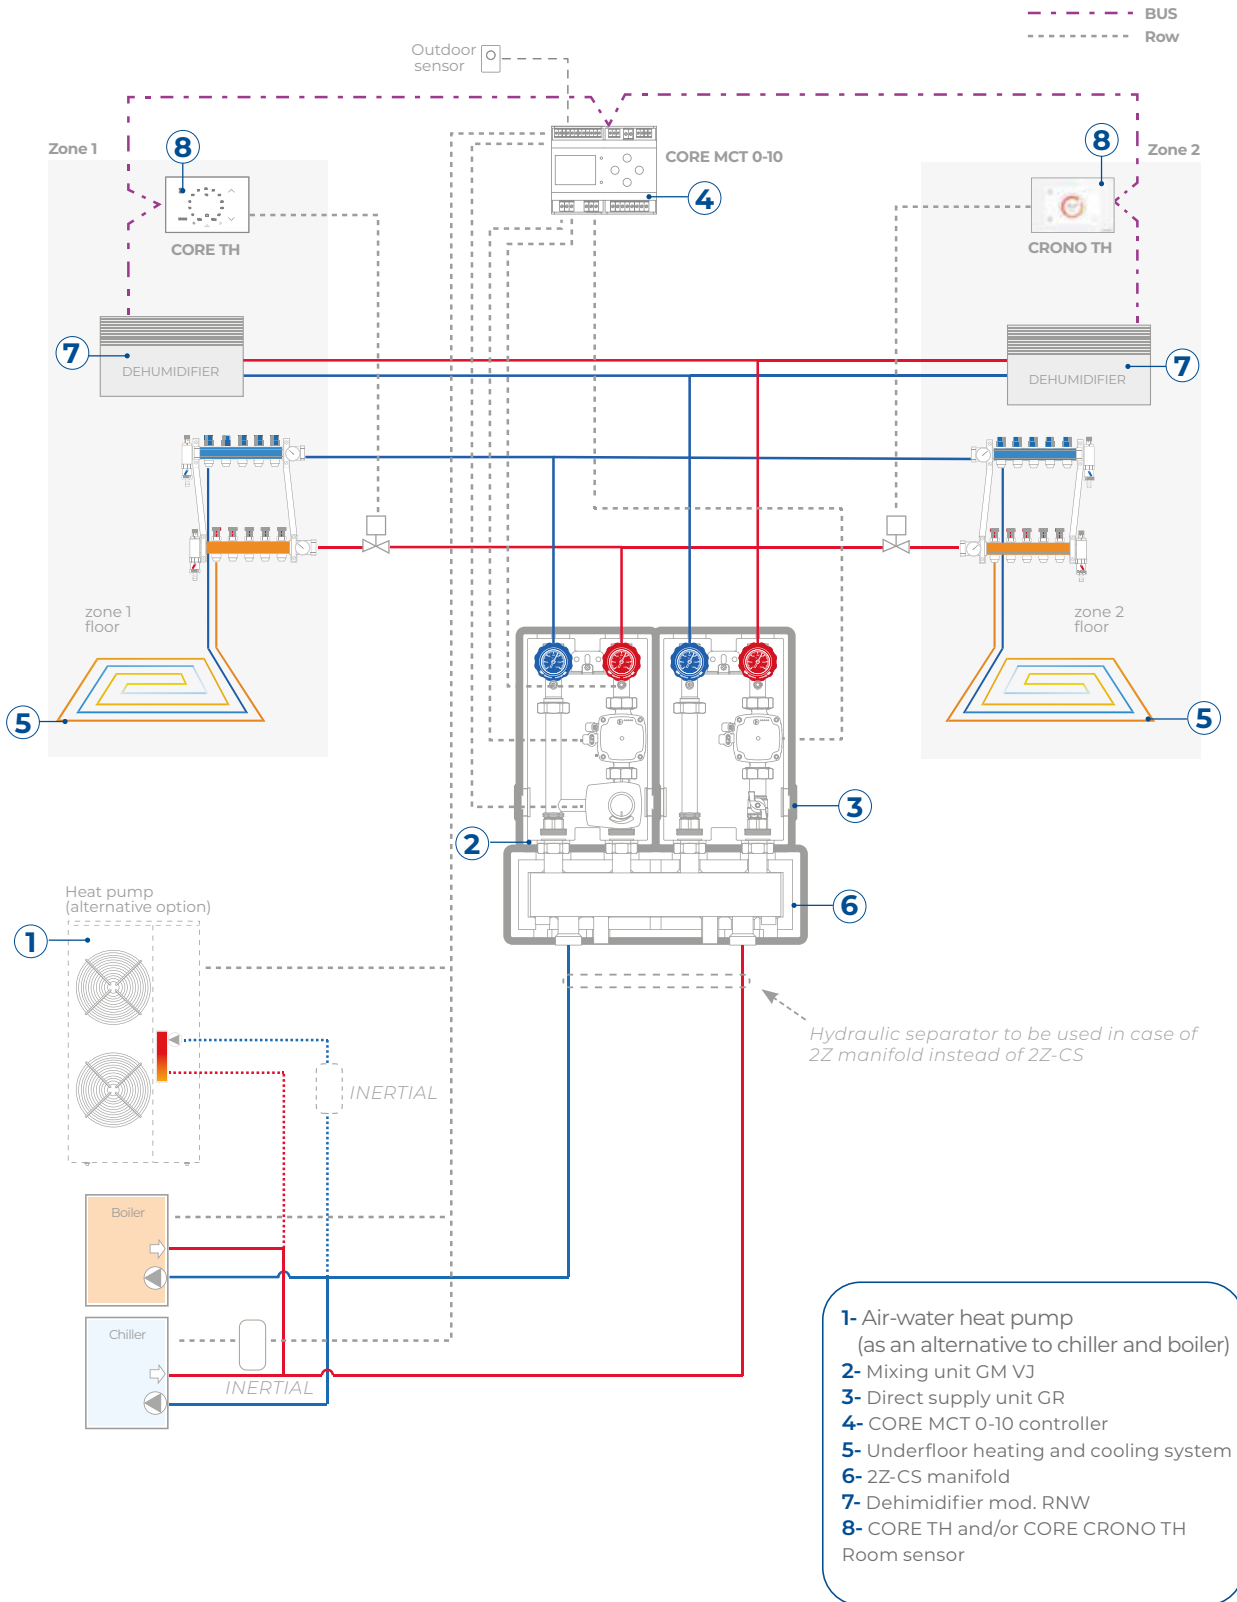 BUS
Row
Outdoor
sensor
Zone 1
8
CORE MCT 0-10
4
8
Zone 2
CORE TH
CRONO TH
7
DEHUMIDIFIER
DEHUMIDIFIER
7
zone 1
floor
zone 2
floor
5
5
2
3
6
Heat pump
(alternative option)
1
Hydraulic separator to be used in case of
2Z manifold instead of 2Z-CS
INERTIAL
Boiler
Chiller
INERTIAL
1- Air-water heat pump
(as an alternative to chiller and boiler)
2- Mixing unit GM VJ
3- Direct supply unit GR
4- CORE MCT 0-10 controller
5- Underfloor heating and cooling system
6- 2Z-CS manifold
7- Dehimidifier mod. RNW
8- CORE TH and/or CORE CRONO TH
Room sensor